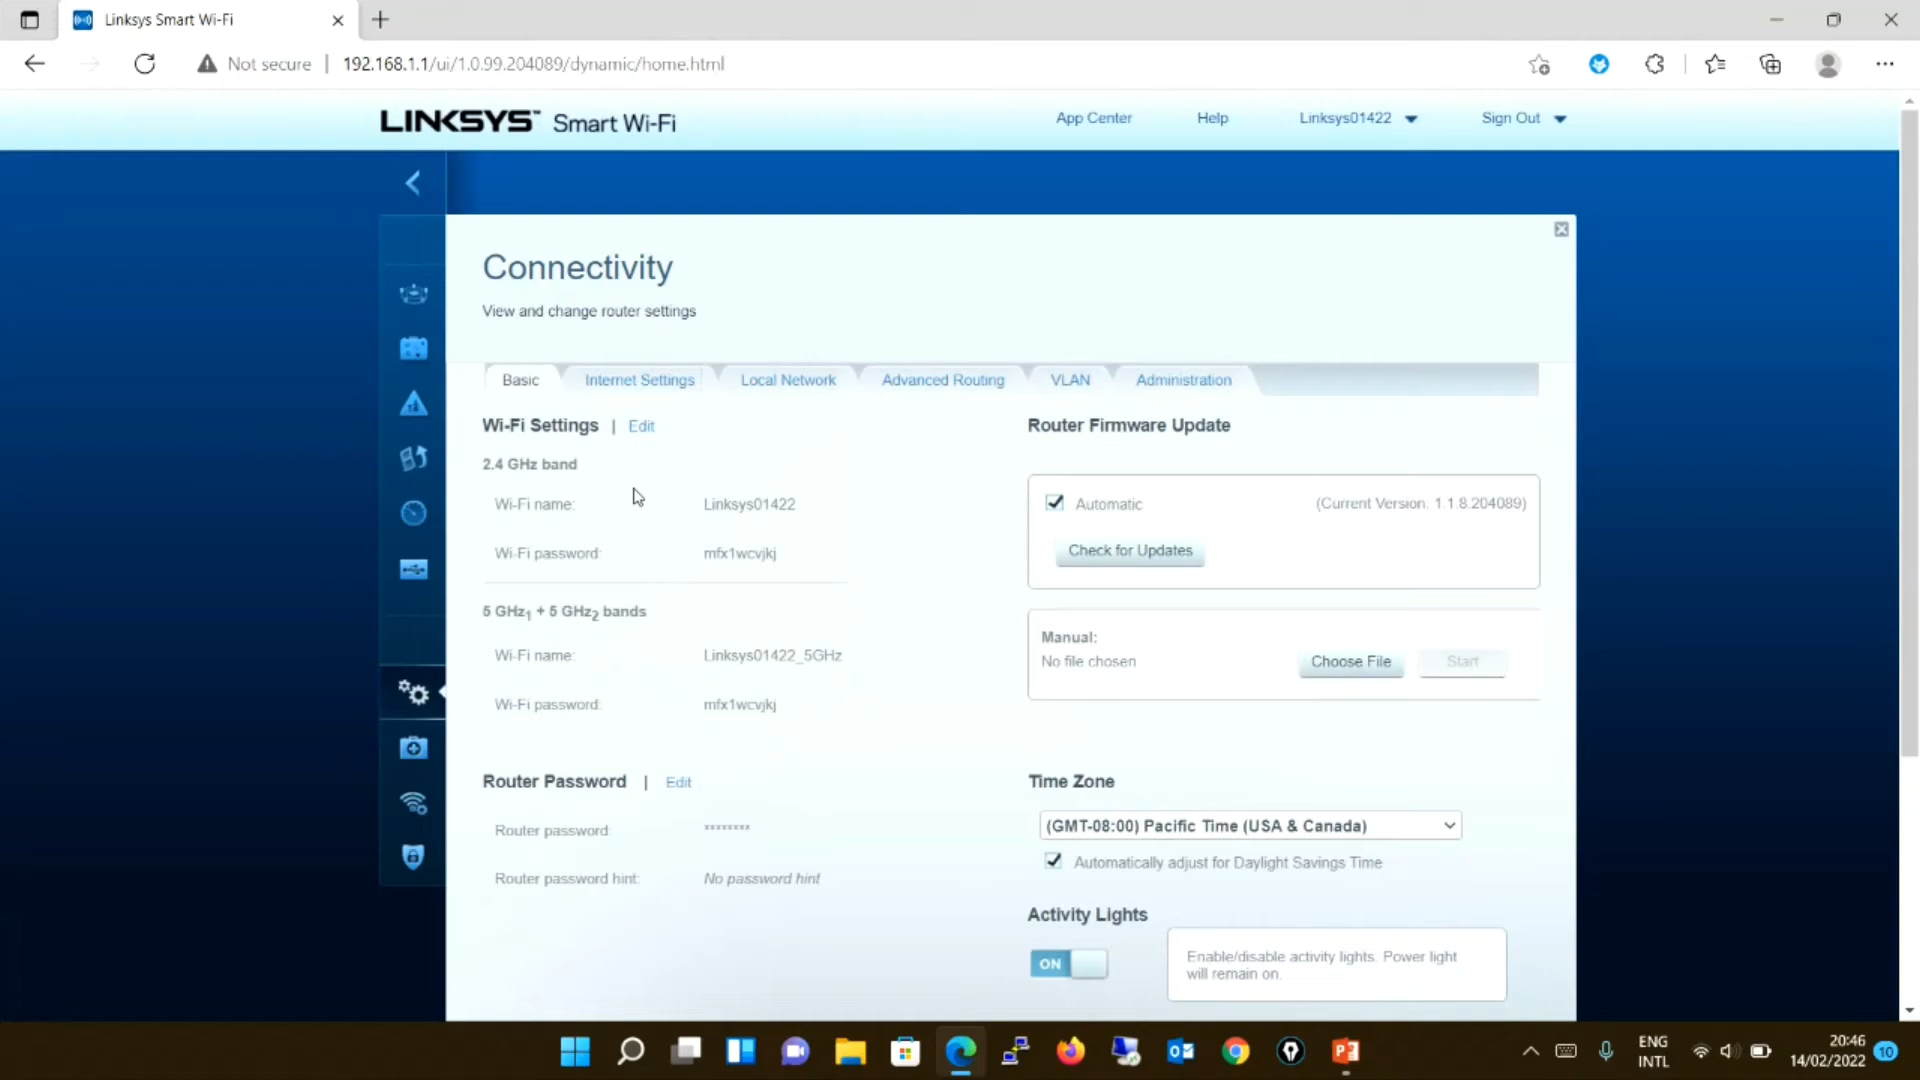 Linksys Smart Wi-Fi
Not secure | 192.168.1.1/ui/1.0.99.204089/dynamic/home.html
LINKSYS™ Smart Wi-Fi
App Center Help Linksys01422 Sign Out
Connectivity
View and change router settings
Basic Internet Settings Local Network Advanced Routing VLAN Administration
Wi-Fi Settings | Edit
2.4 GHz band
Wi-Fi name: Linksys01422
Wi-Fi password: mfx1wcvjkj
5 GHz1 + 5 GHz2 bands
Wi-Fi name: Linksys01422_5GHz
Wi-Fi password: mfx1wcvjkj
Router Password | Edit
Router password: ********
Router password hint: No password hint
Router Firmware Update
Automatic (Current Version: 1.1.8.204089)
Check for Updates
Manual:
No file chosen Choose File Start
Time Zone
(GMT-08:00) Pacific Time (USA & Canada)
Automatically adjust for Daylight Savings Time
Activity Lights
ON
Enable/disable activity lights. Power light
will remain on.
ENG
INTL
20:46
14/02/2022
10